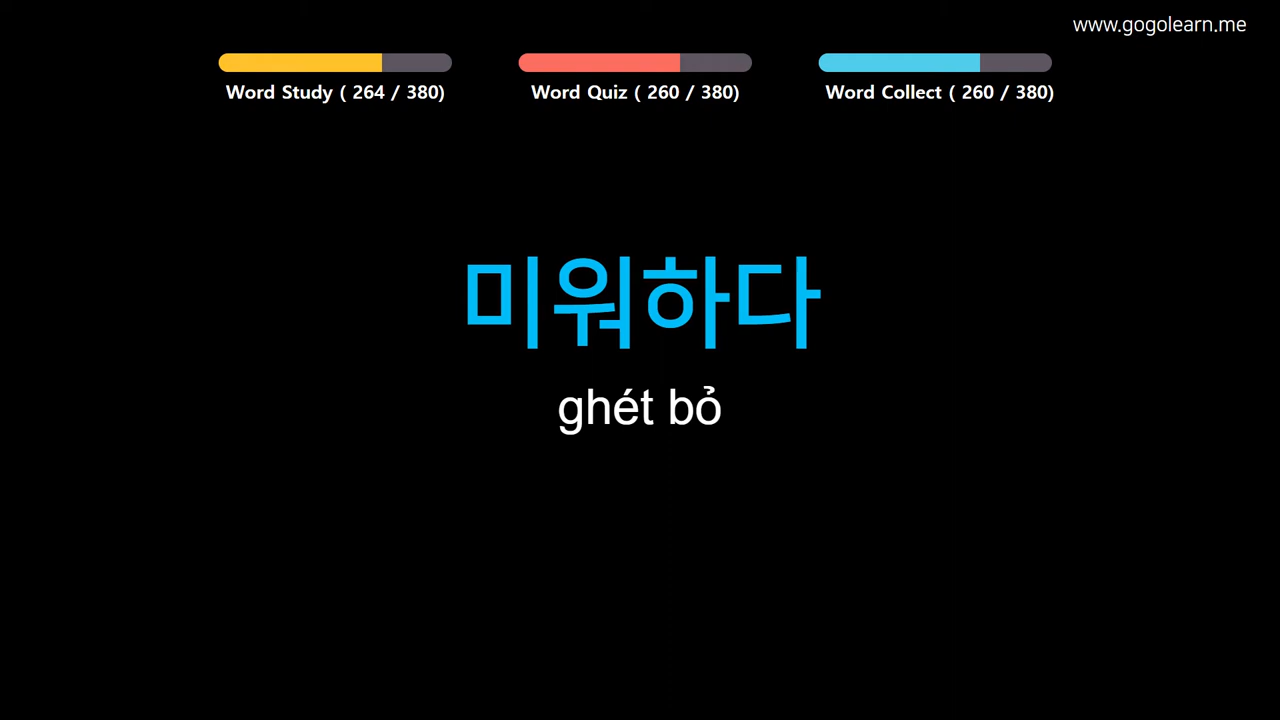 www.gogolearn.me
Word Study ( 264 / 380)
Word Quiz ( 260 / 380)
Word Collect ( 260 / 380)
미워하다
ghét bỏ